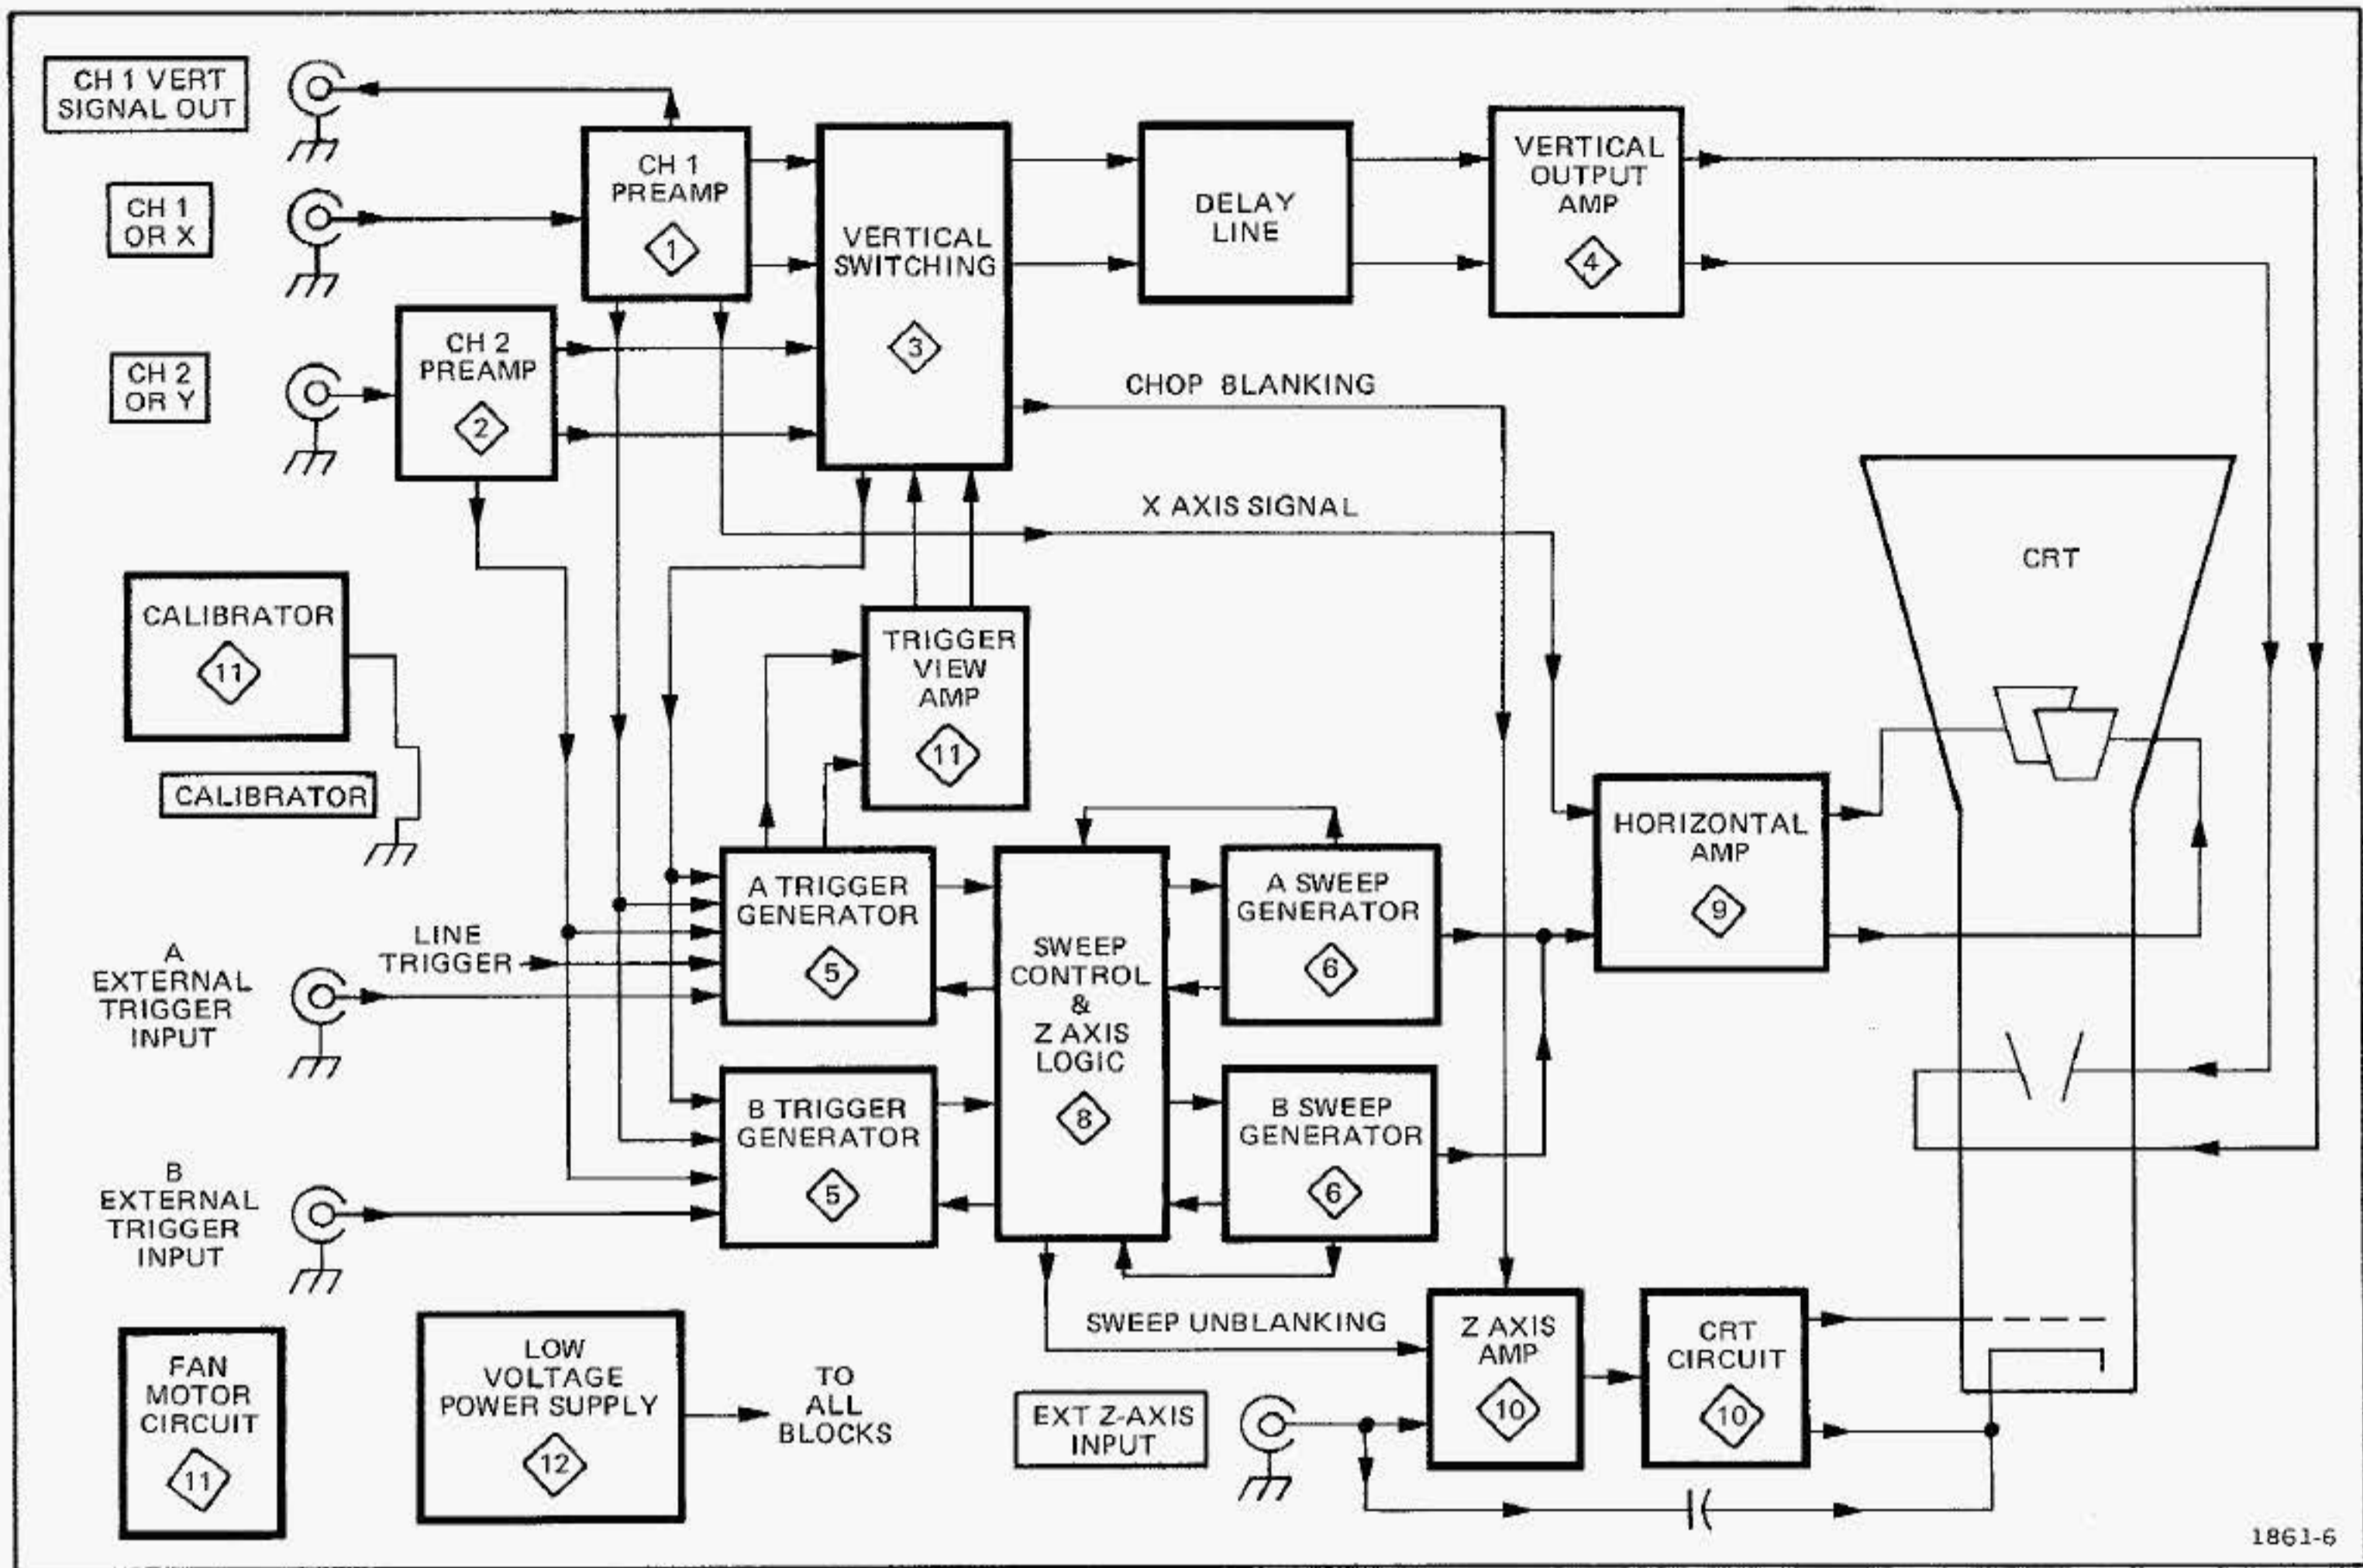 CH 1 VERT
SIGNAL OUT
CH 1
PREAMP
1
CH 1
OR X
VERTICAL
SWITCHING
3
DELAY
LINE
VERTICAL
OUTPUT
AMP
4
CH 2
PREAMP
2
CH 2
OR Y
CHOP BLANKING
X AXIS SIGNAL
CRT
CALIBRATOR
11
CALIBRATOR
TRIGGER
VIEW
AMP
11
HORIZONTAL
AMP
9
A TRIGGER
GENERATOR
5
A SWEEP
GENERATOR
6
SWEEP
CONTROL
&
Z AXIS
LOGIC
8
LINE
TRIGGER
A
EXTERNAL
TRIGGER
INPUT
B TRIGGER
GENERATOR
5
B SWEEP
GENERATOR
6
B
EXTERNAL
TRIGGER
INPUT
SWEEP UNBLANKING
Z AXIS
AMP
10
CRT
CIRCUIT
10
FAN
MOTOR
CIRCUIT
11
LOW
VOLTAGE
POWER SUPPLY
12
TO
ALL
BLOCKS
EXT Z-AXIS
INPUT
1861-6